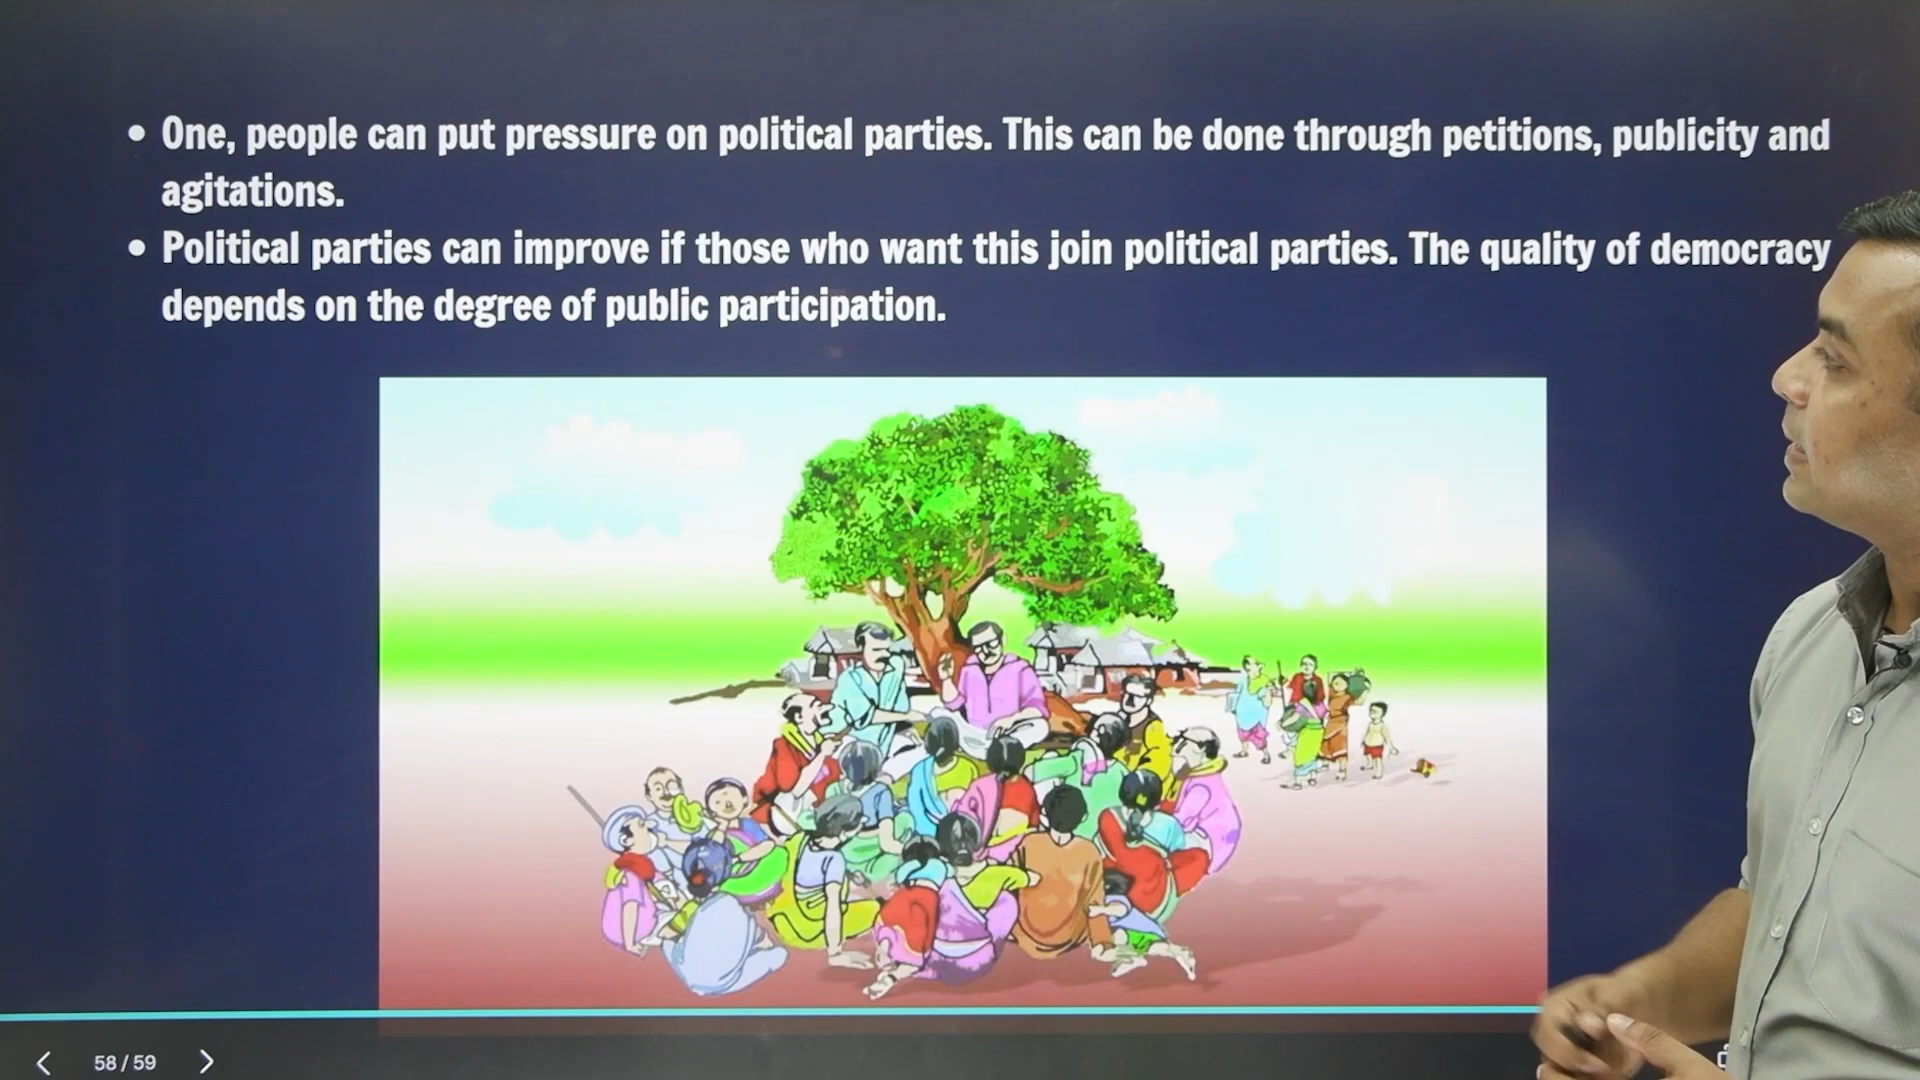 • One, people can put pressure on political parties. This can be done through petitions, publicity and
agitations.
• Political parties can improve if those who want this join political parties. The quality of democracy
depends on the degree of public participation.
58 / 59